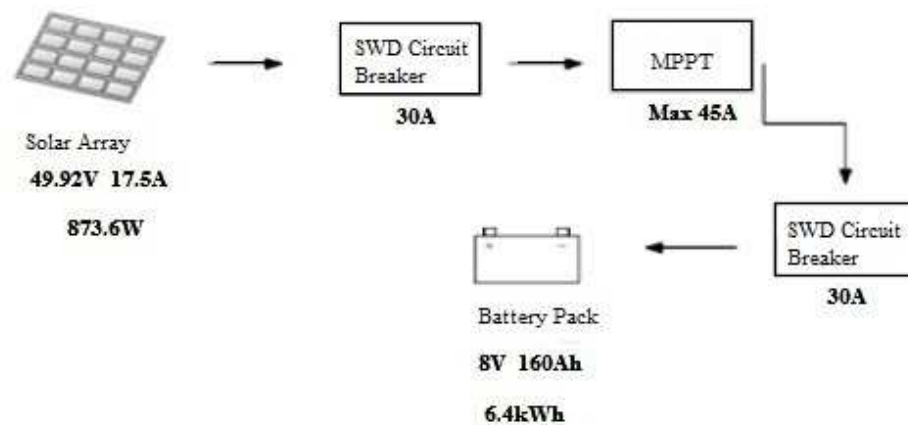 SWD Circuit
Breaker
30A
MPPT
Max 45A
Solar Array
49.92V 17.5A
873.6W
SWD Circuit
Breaker
30A
Battery Pack
8V 160Ah
6.4kWh